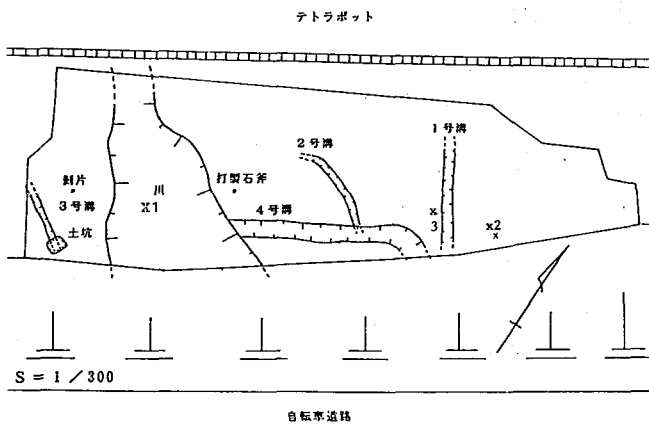 テトラポット
1号溝
2号溝
剝片
打製石斧
3号溝
川
X1
4号溝
x
3
x2
x
土坑
S = 1/300
自転車道路